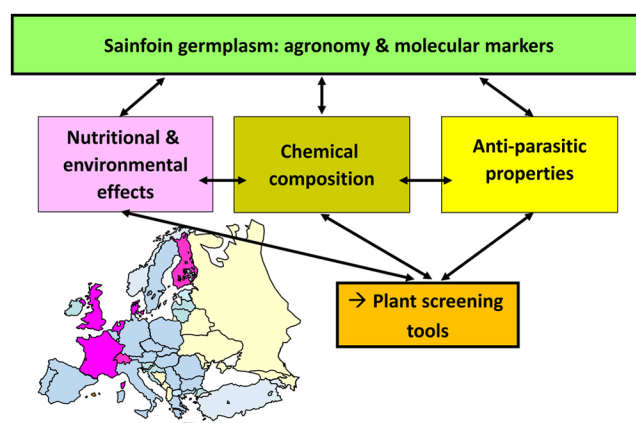 Sainfoin germplasm: agronomy & molecular markers
Nutritional &
environmental
effects
Chemical
composition
Anti-parasitic
properties
→ Plant screening
tools